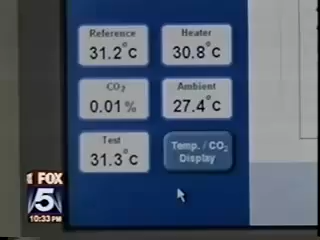 Reference
31.2°C
Heater
30.8°C
CO₂
0.01%
Ambient
27.4°C
Test
31.3°C
Temp. / CO₂
Display
FOX
5
10:33 PM